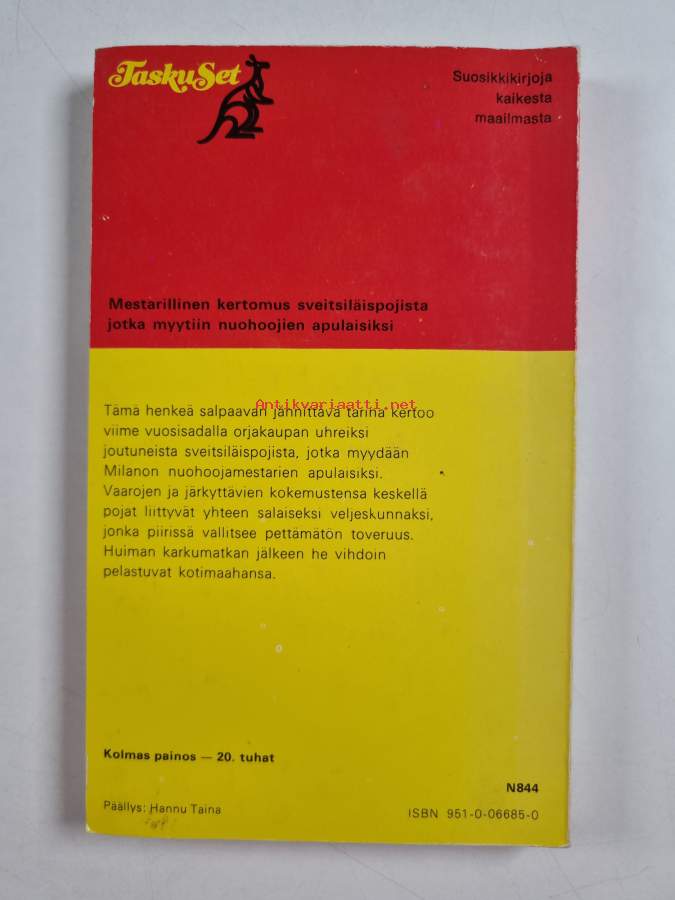 TaskuSet
Suosikkikirjoja
kaikesta
maailmasta
Mestarillinen kertomus sveitsiläispojista
jotka myytiin nuohoojien apulaisiksi
Antikvariaatti.net
Tämä henkeä salpaavan jännittävä tarina kertoo
viime vuosisadalla orjakaupan uhreiksi
joutuneista sveitsiläispojista, jotka myydään
Milanon nuohoojamestarien apulaisiksi.
Vaarojen ja järkyttävien kokemustensa keskellä
pojat liittyvät yhteen salaiseksi veljeskunnaksi,
jonka piirissä vallitsee pettämätön toveruus.
Huiman karkumatkan jälkeen he vihdoin
pelastuvat kotimaahansa.
Kolmas painos — 20. tuhat
N844
Päällys: Hannu Taina
ISBN 951-0-06685-0